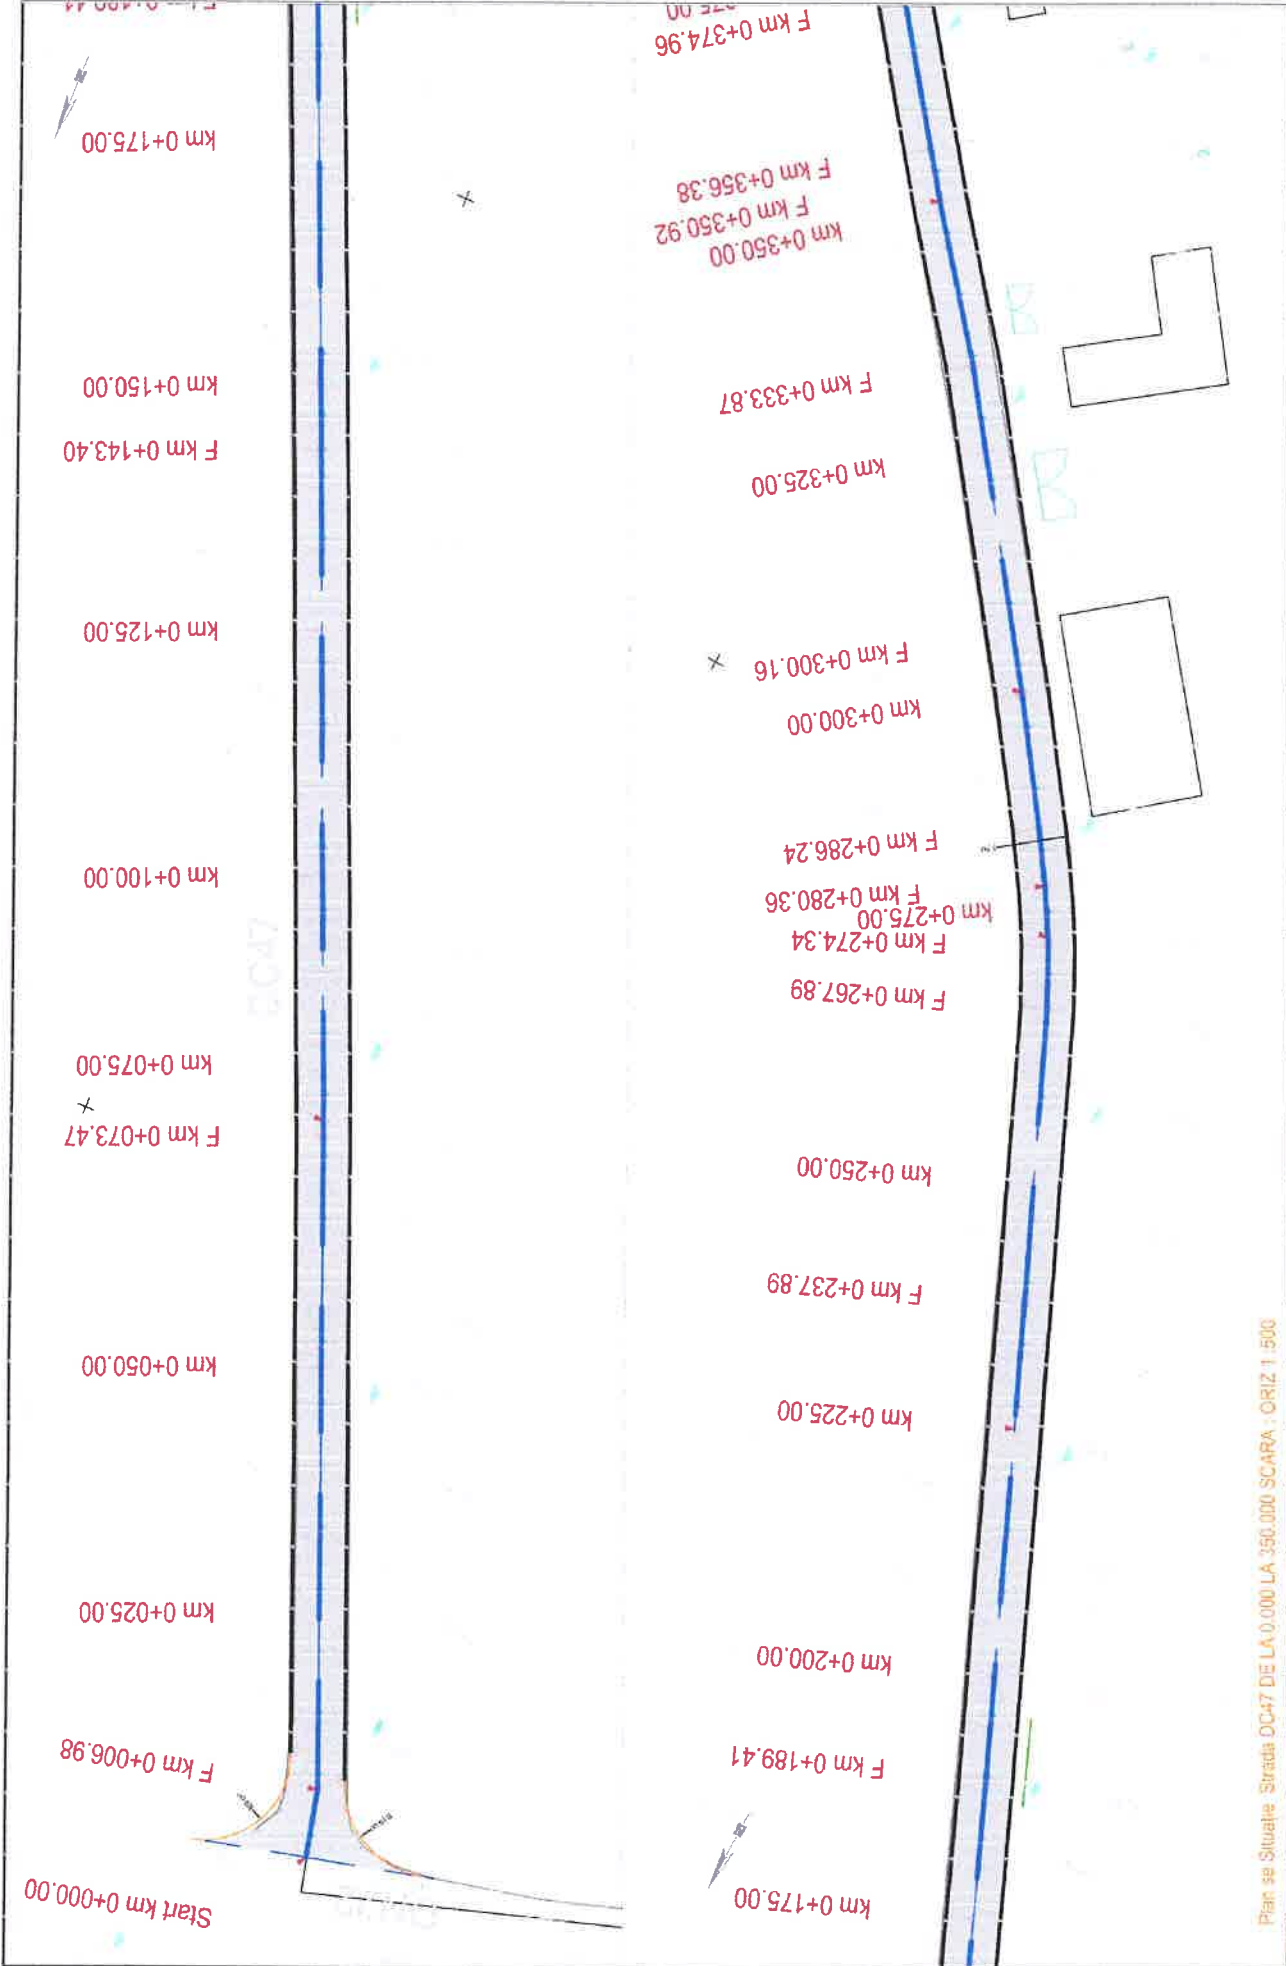 Start km 0+000.00
F km 0+006.98
km 0+025.00
km 0+050.00
F km 0+073.47
km 0+075.00
km 0+100.00
km 0+125.00
F km 0+143.40
km 0+150.00
km 0+175.00
DC47
km 0+175.00
F km 0+189.41
km 0+200.00
km 0+225.00
F km 0+237.89
km 0+250.00
F km 0+267.89
F km 0+274.34
km 0+275.00
F km 0+280.36
F km 0+286.24
km 0+300.00
F km 0+300.16
km 0+325.00
F km 0+333.87
km 0+350.00
F km 0+350.92
F km 0+356.38
F km 0+374.96
B
B
Plan se Situatie Strada DC47 DE LA 0.000 LA 350.000 SCARA : ORIZ 1:500